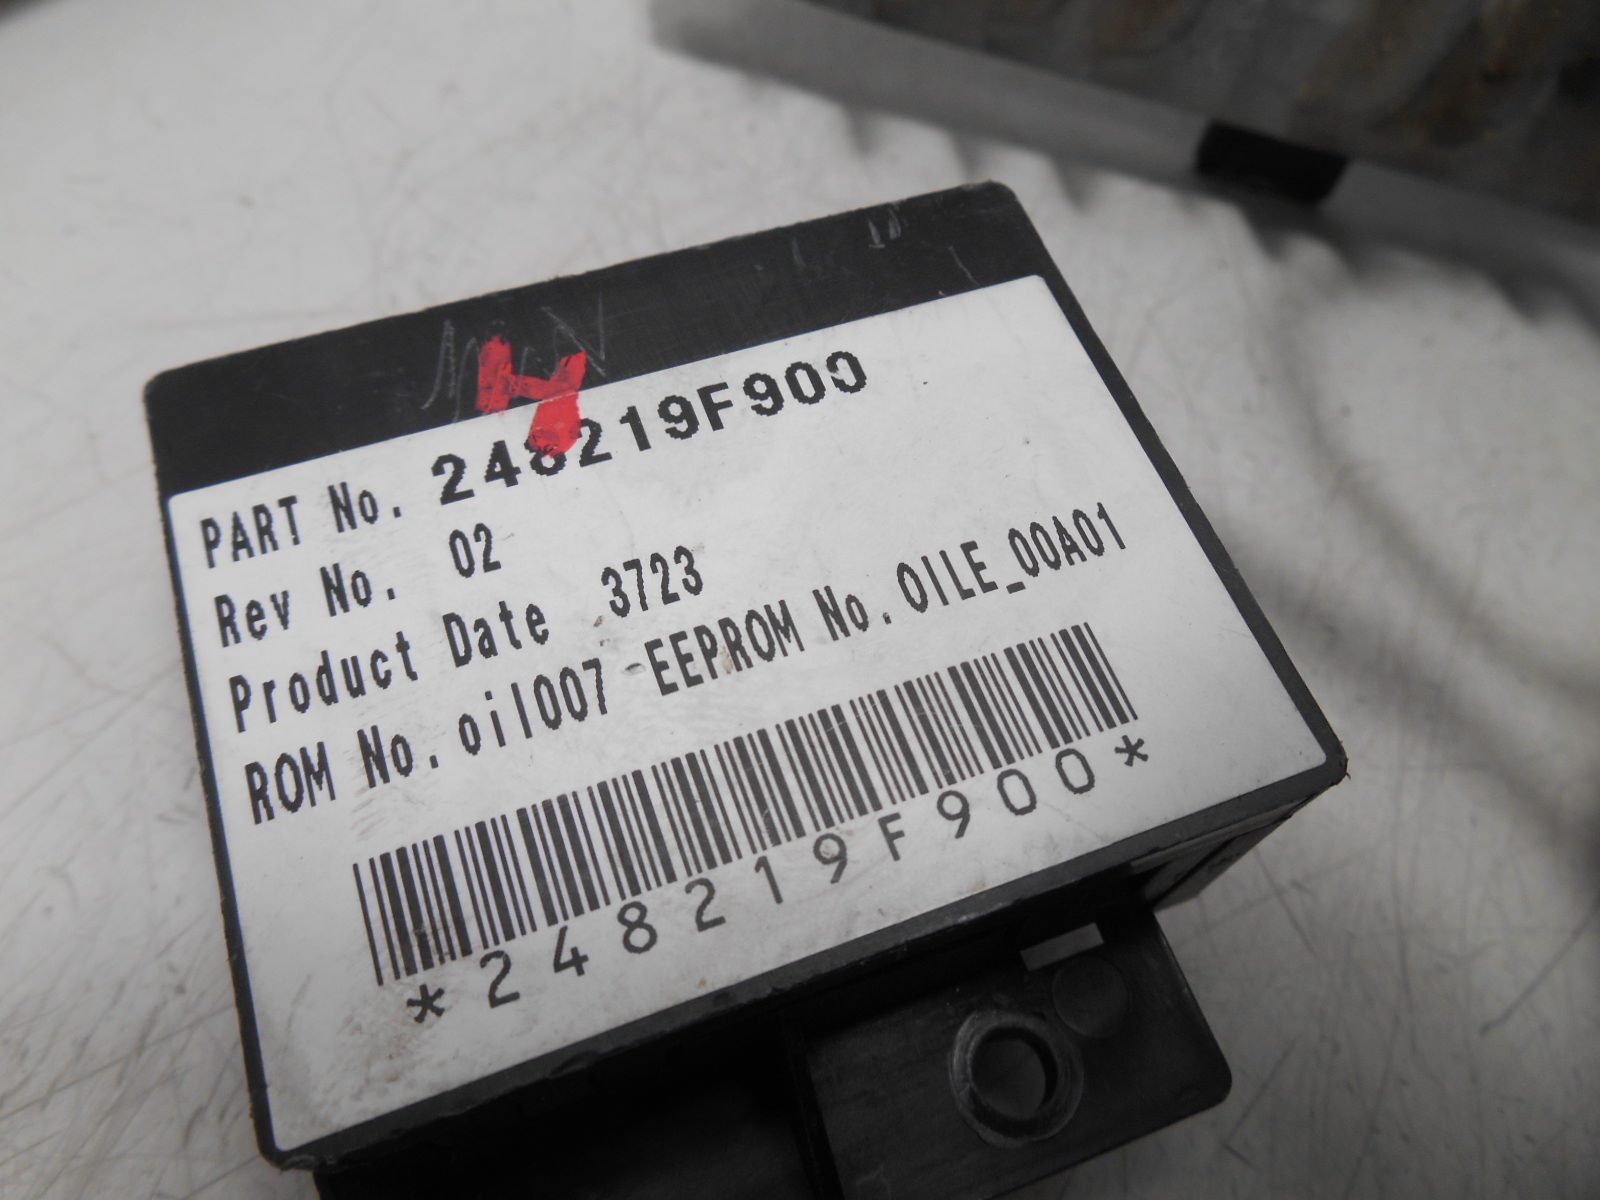 PART No. 248219F900
Rev No. 02
Product Date 3723
ROM No. oil007 EEPROM No. OILE_00A01
*248219F900*